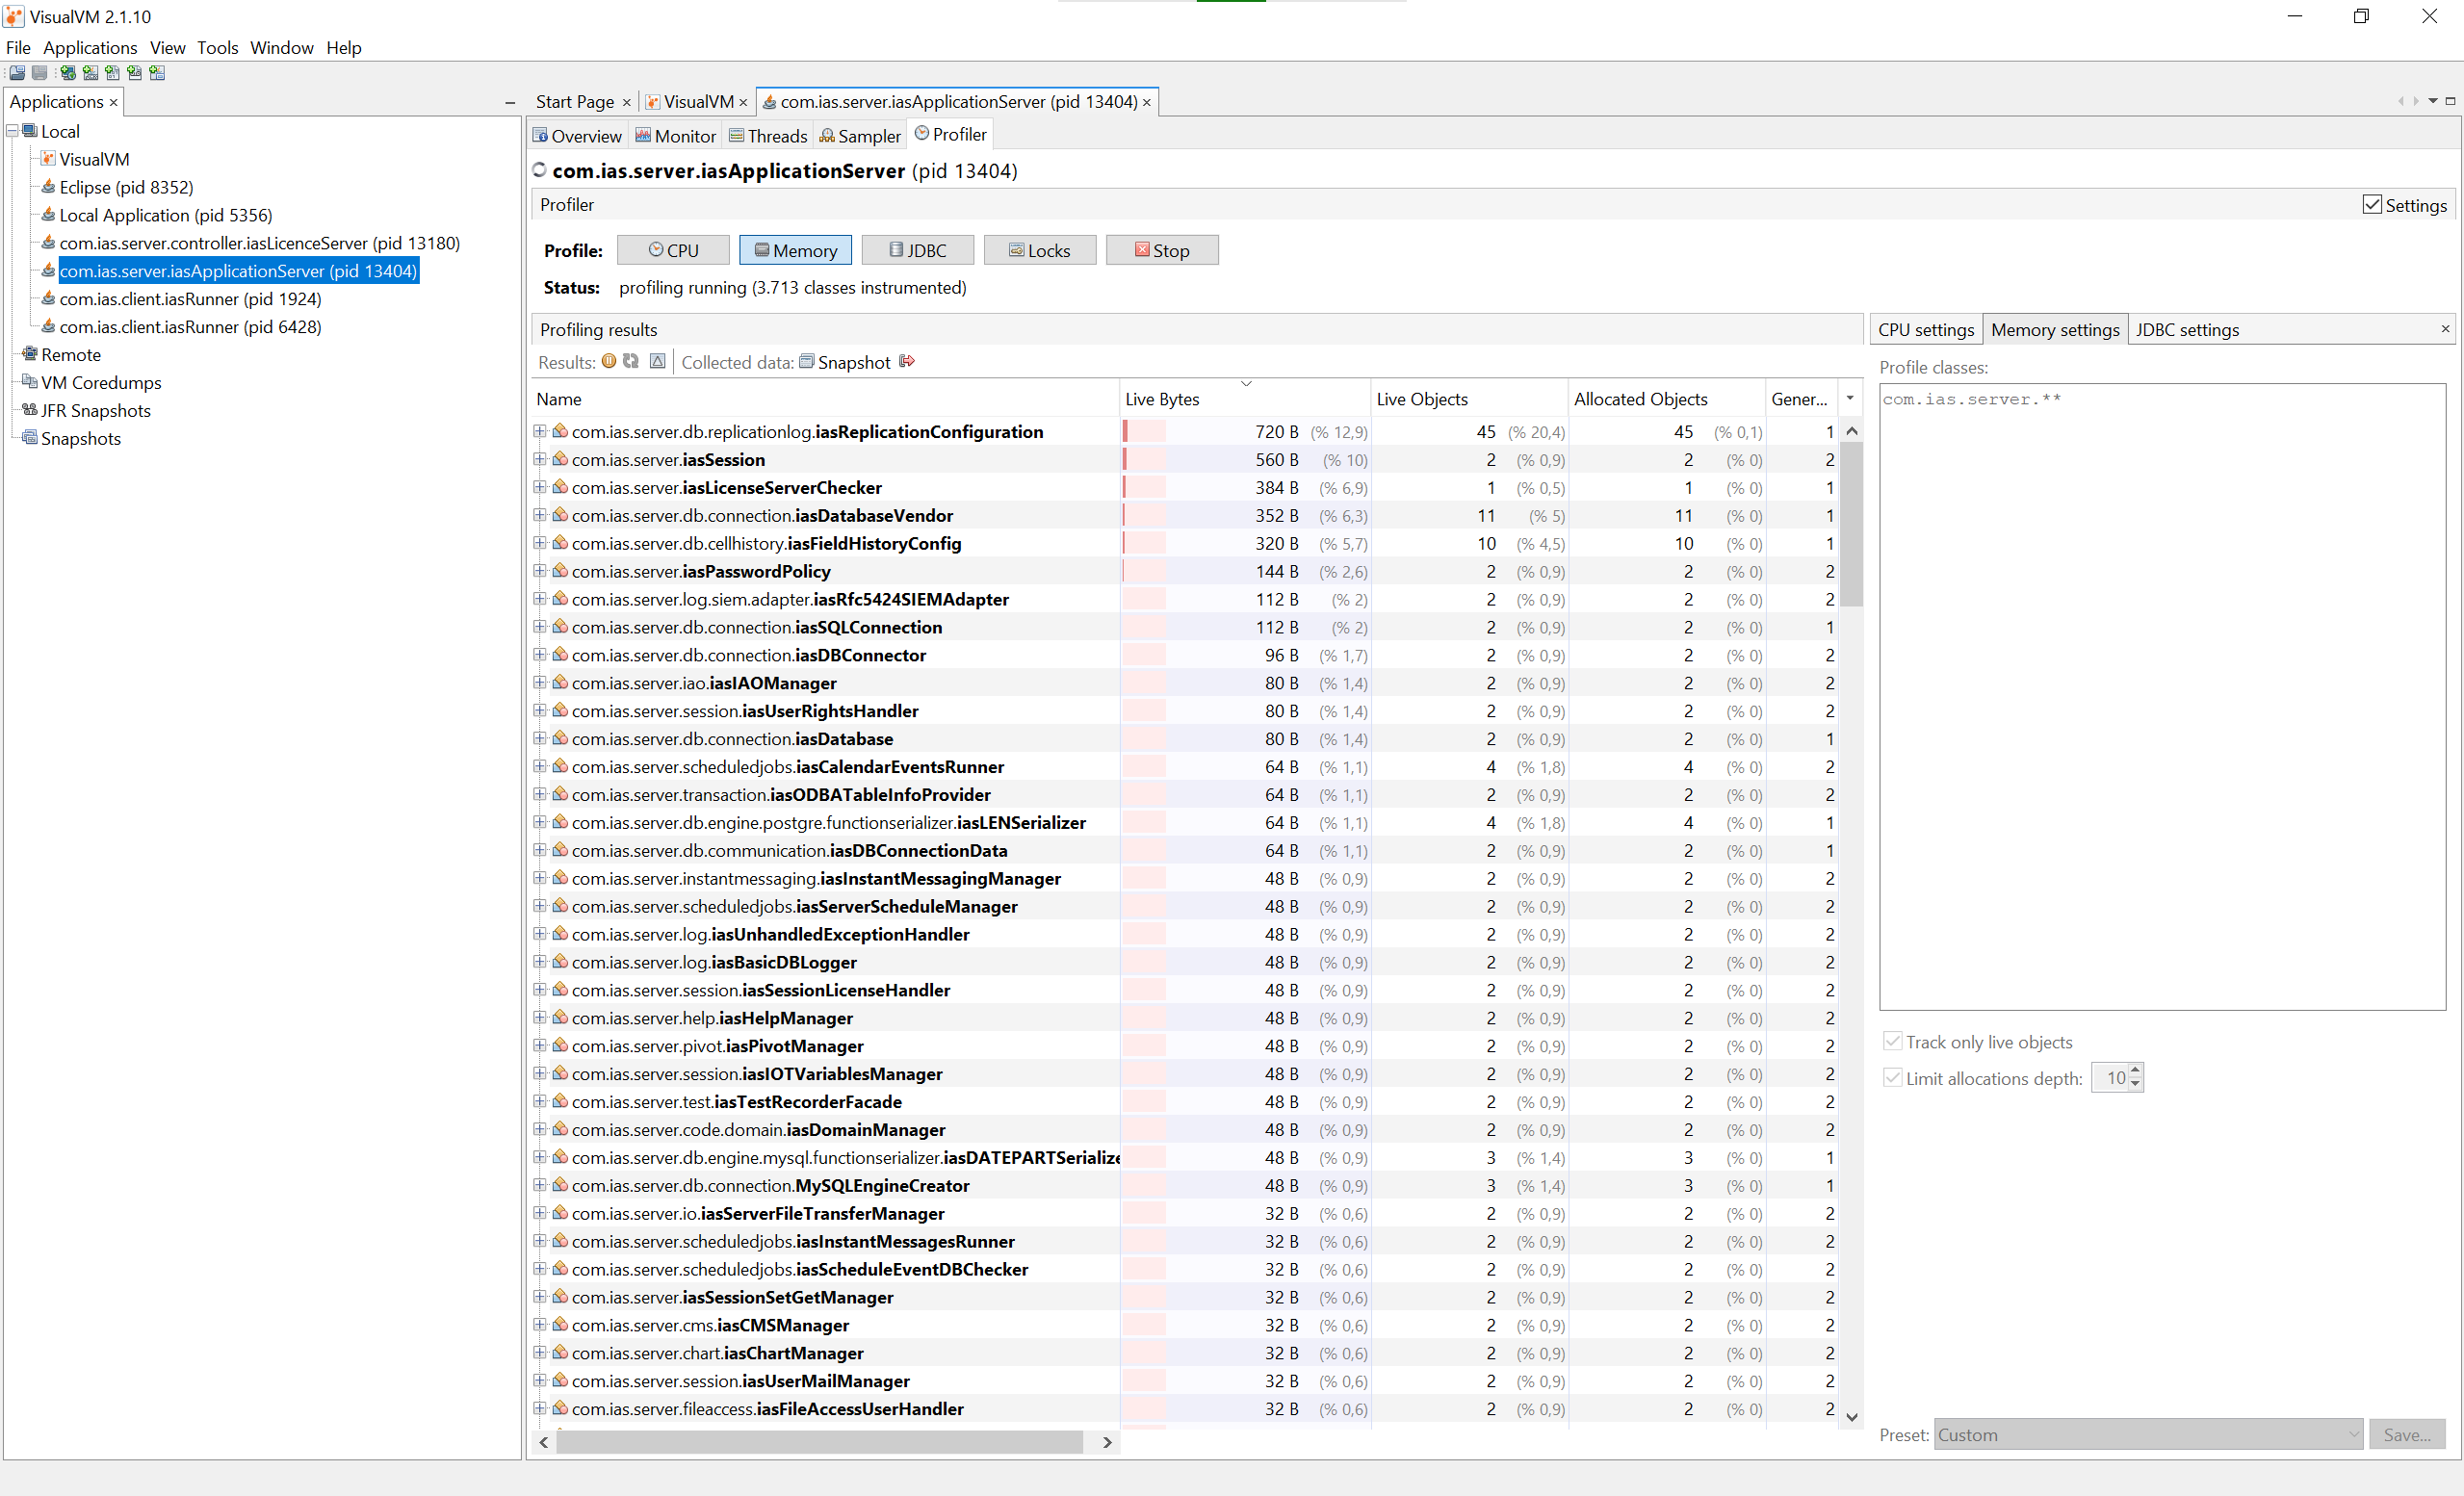 VisualVM 2.1.10
File Applications View Tools Window Help
Applications
Local
VisualVM
Eclipse (pid 8352)
Local Application (pid 5356)
com.ias.server.controller.iasLicenceServer (pid 13180)
com.ias.server.iasApplicationServer (pid 13404)
com.ias.client.iasRunner (pid 1924)
com.ias.client.iasRunner (pid 6428)
Remote
VM Coredumps
JFR Snapshots
Snapshots
Start Page VisualVM com.ias.server.iasApplicationServer (pid 13404)
Overview Monitor Threads Sampler Profiler
com.ias.server.iasApplicationServer (pid 13404)
Profiler Settings
Profile: CPU Memory JDBC Locks Stop
Status: profiling running (3.713 classes instrumented)
Profiling results
Results: Collected data: Snapshot
Name Live Bytes Live Objects Allocated Objects Gener...
com.ias.server.db.replicationlog.iasReplicationConfiguration 720 B (% 12,9) 45 (% 20,4) 45 (% 0,1) 1
com.ias.server.iasSession 560 B (% 10) 2 (% 0,9) 2 (% 0) 2
com.ias.server.iasLicenseServerChecker 384 B (% 6,9) 1 (% 0,5) 1 (% 0) 1
com.ias.server.db.connection.iasDatabaseVendor 352 B (% 6,3) 11 (% 5) 11 (% 0) 1
com.ias.server.db.cellhistory.iasFieldHistoryConfig 320 B (% 5,7) 10 (% 4,5) 10 (% 0) 1
com.ias.server.iasPasswordPolicy 144 B (% 2,6) 2 (% 0,9) 2 (% 0) 2
com.ias.server.log.siem.adapter.iasRfc5424SIEMAdapter 112 B (% 2) 2 (% 0,9) 2 (% 0) 2
com.ias.server.db.connection.iasSQLConnection 112 B (% 2) 2 (% 0,9) 2 (% 0) 1
com.ias.server.db.connection.iasDBConnector 96 B (% 1,7) 2 (% 0,9) 2 (% 0) 2
com.ias.server.iao.iasIAOManager 80 B (% 1,4) 2 (% 0,9) 2 (% 0) 2
com.ias.server.session.iasUserRightsHandler 80 B (% 1,4) 2 (% 0,9) 2 (% 0) 2
com.ias.server.db.connection.iasDatabase 80 B (% 1,4) 2 (% 0,9) 2 (% 0) 1
com.ias.server.scheduledjobs.iasCalendarEventsRunner 64 B (% 1,1) 4 (% 1,8) 4 (% 0) 2
com.ias.server.transaction.iasODBATableInfoProvider 64 B (% 1,1) 2 (% 0,9) 2 (% 0) 2
com.ias.server.db.engine.postgre.functionserializer.iasLENSerializer 64 B (% 1,1) 4 (% 1,8) 4 (% 0) 1
com.ias.server.db.communication.iasDBConnectionData 64 B (% 1,1) 2 (% 0,9) 2 (% 0) 1
com.ias.server.instantmessaging.iasInstantMessagingManager 48 B (% 0,9) 2 (% 0,9) 2 (% 0) 2
com.ias.server.scheduledjobs.iasServerScheduleManager 48 B (% 0,9) 2 (% 0,9) 2 (% 0) 2
com.ias.server.log.iasUnhandledExceptionHandler 48 B (% 0,9) 2 (% 0,9) 2 (% 0) 2
com.ias.server.log.iasBasicDBLogger 48 B (% 0,9) 2 (% 0,9) 2 (% 0) 2
com.ias.server.session.iasSessionLicenseHandler 48 B (% 0,9) 2 (% 0,9) 2 (% 0) 2
com.ias.server.help.iasHelpManager 48 B (% 0,9) 2 (% 0,9) 2 (% 0) 2
com.ias.server.pivot.iasPivotManager 48 B (% 0,9) 2 (% 0,9) 2 (% 0) 2
com.ias.server.session.iasIOTVariablesManager 48 B (% 0,9) 2 (% 0,9) 2 (% 0) 2
com.ias.server.test.iasTestRecorderFacade 48 B (% 0,9) 2 (% 0,9) 2 (% 0) 2
com.ias.server.code.domain.iasDomainManager 48 B (% 0,9) 2 (% 0,9) 2 (% 0) 2
com.ias.server.db.engine.mysql.functionserializer.iasDATEPARTSerialize 48 B (% 0,9) 3 (% 1,4) 3 (% 0) 1
com.ias.server.db.connection.MySQLEngineCreator 48 B (% 0,9) 3 (% 1,4) 3 (% 0) 1
com.ias.server.io.iasServerFileTransferManager 32 B (% 0,6) 2 (% 0,9) 2 (% 0) 2
com.ias.server.scheduledjobs.iasInstantMessagesRunner 32 B (% 0,6) 2 (% 0,9) 2 (% 0) 2
com.ias.server.scheduledjobs.iasScheduleEventDBChecker 32 B (% 0,6) 2 (% 0,9) 2 (% 0) 2
com.ias.server.iasSessionSetGetManager 32 B (% 0,6) 2 (% 0,9) 2 (% 0) 2
com.ias.server.cms.iasCMSManager 32 B (% 0,6) 2 (% 0,9) 2 (% 0) 2
com.ias.server.chart.iasChartManager 32 B (% 0,6) 2 (% 0,9) 2 (% 0) 2
com.ias.server.session.iasUserMailManager 32 B (% 0,6) 2 (% 0,9) 2 (% 0) 2
com.ias.server.fileaccess.iasFileAccessUserHandler 32 B (% 0,6) 2 (% 0,9) 2 (% 0) 2
CPU settings Memory settings JDBC settings
Profile classes:
com.ias.server.**
Track only live objects
Limit allocations depth: 10
Preset: Custom Save...